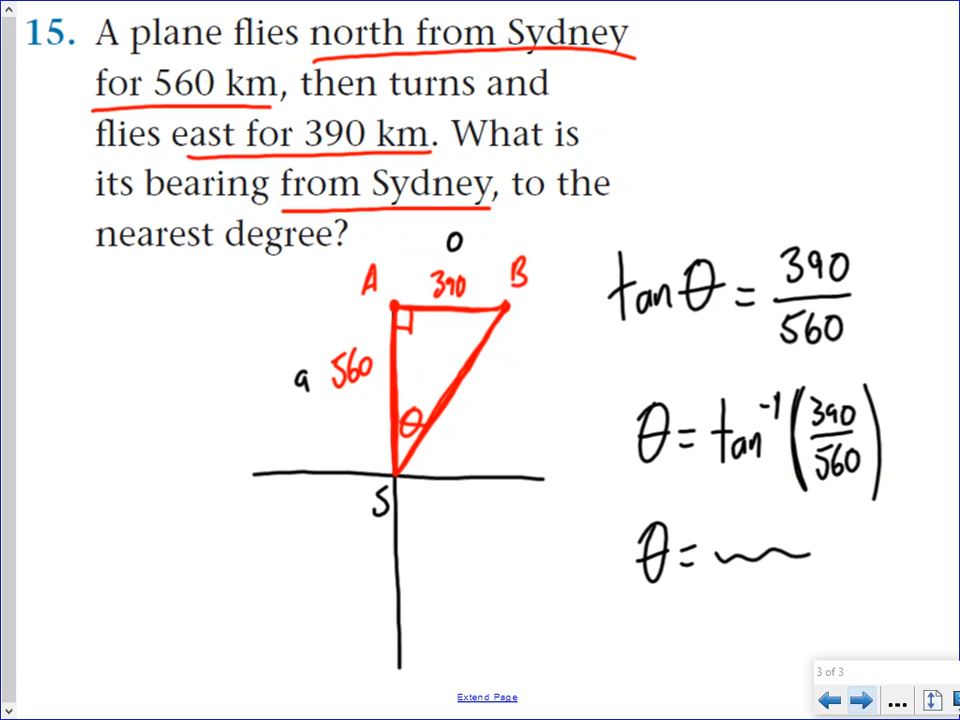 15. A plane flies north from Sydney
for 560 km, then turns and
flies east for 390 km. What is
its bearing from Sydney, to the
nearest degree?
O
A 390 B
a 560
θ
S
tan θ = 390/560
θ = tan⁻¹(390/560)
θ =
3 of 3
...
Extend Page